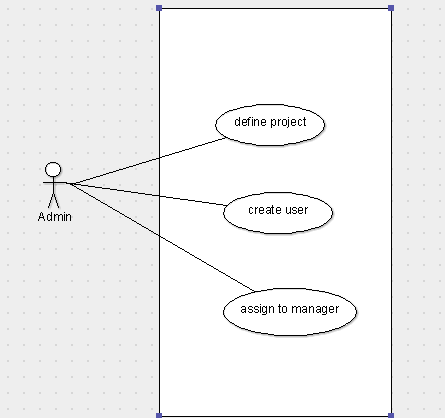 define project
create user
Admin
assign to manager